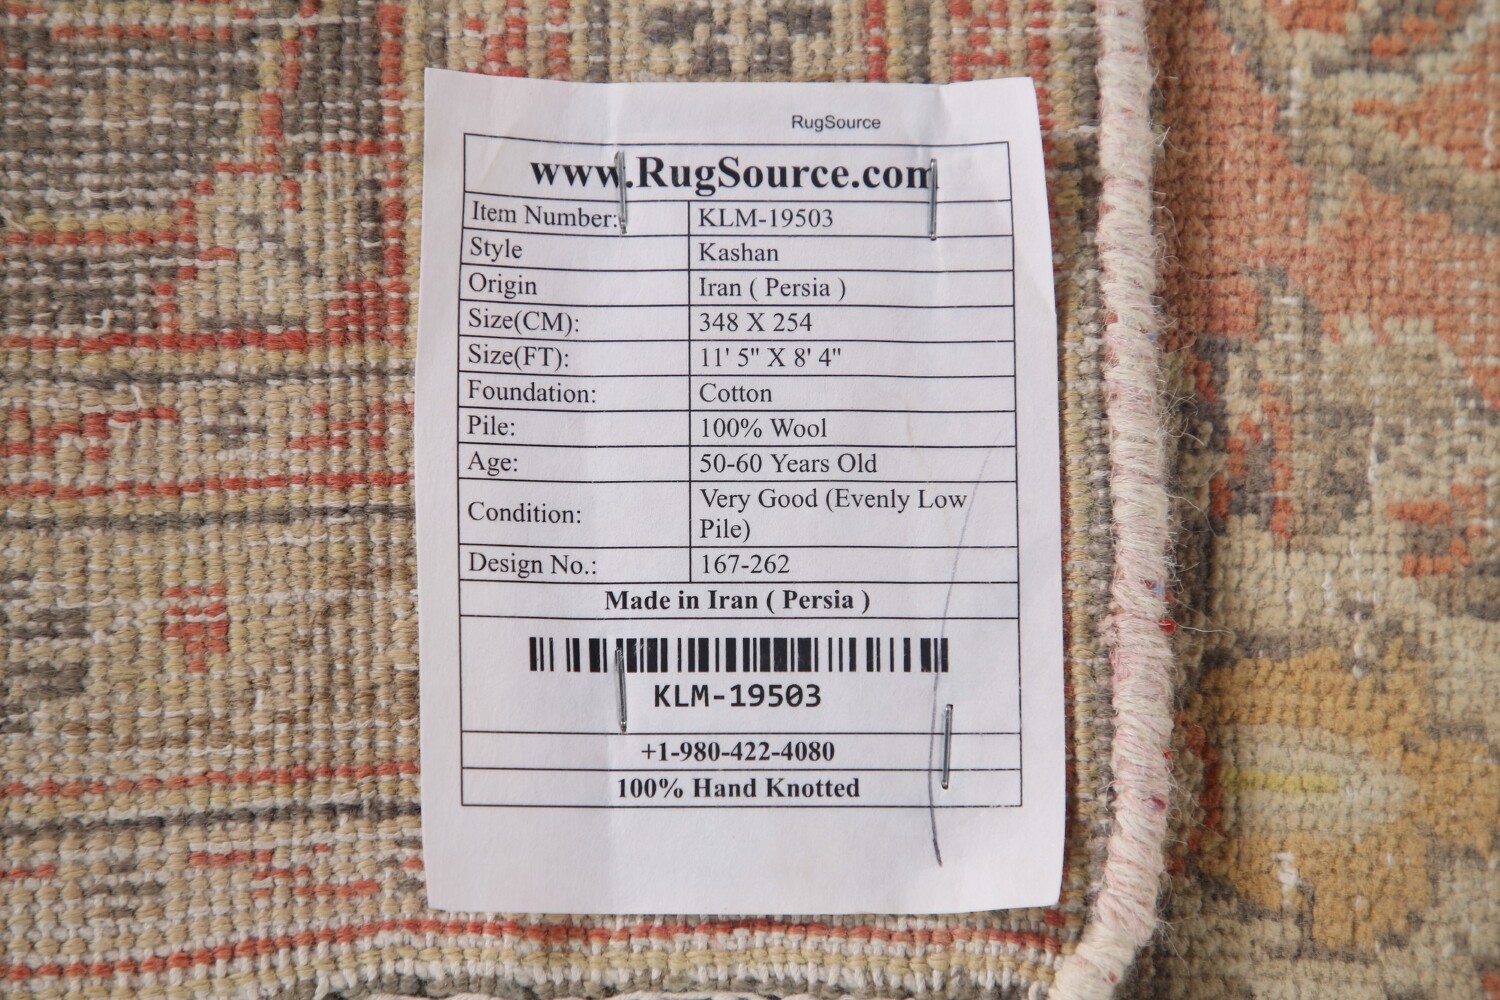 RugSource
www.RugSource.com
Item Number: KLM-19503
Style Kashan
Origin Iran ( Persia )
Size(CM): 348 X 254
Size(FT): 11' 5" X 8' 4"
Foundation: Cotton
Pile: 100% Wool
Age: 50-60 Years Old
Condition: Very Good (Evenly Low
Pile)
Design No.: 167-262
Made in Iran ( Persia )
KLM-19503
+1-980-422-4080
100% Hand Knotted